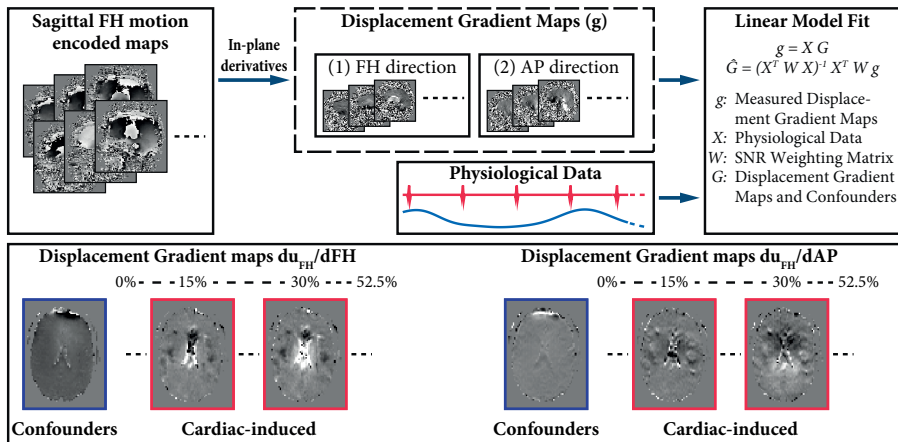 Sagittal FH motion
encoded maps
In-plane
derivatives
Displacement Gradient Maps (g)
(1) FH direction
(2) AP direction
Physiological Data
Linear Model Fit
g = X G
Ĝ = (Xᵀ W X)⁻¹ Xᵀ W g
g: Measured Displace-
ment Gradient Maps
X: Physiological Data
W: SNR Weighting Matrix
G: Displacement Gradient
Maps and Confounders
Displacement Gradient maps du_FH/dFH
0% 15% 30% 52.5%
Confounders Cardiac-induced
Displacement Gradient maps du_FH/dAP
0% 15% 30% 52.5%
Confounders Cardiac-induced